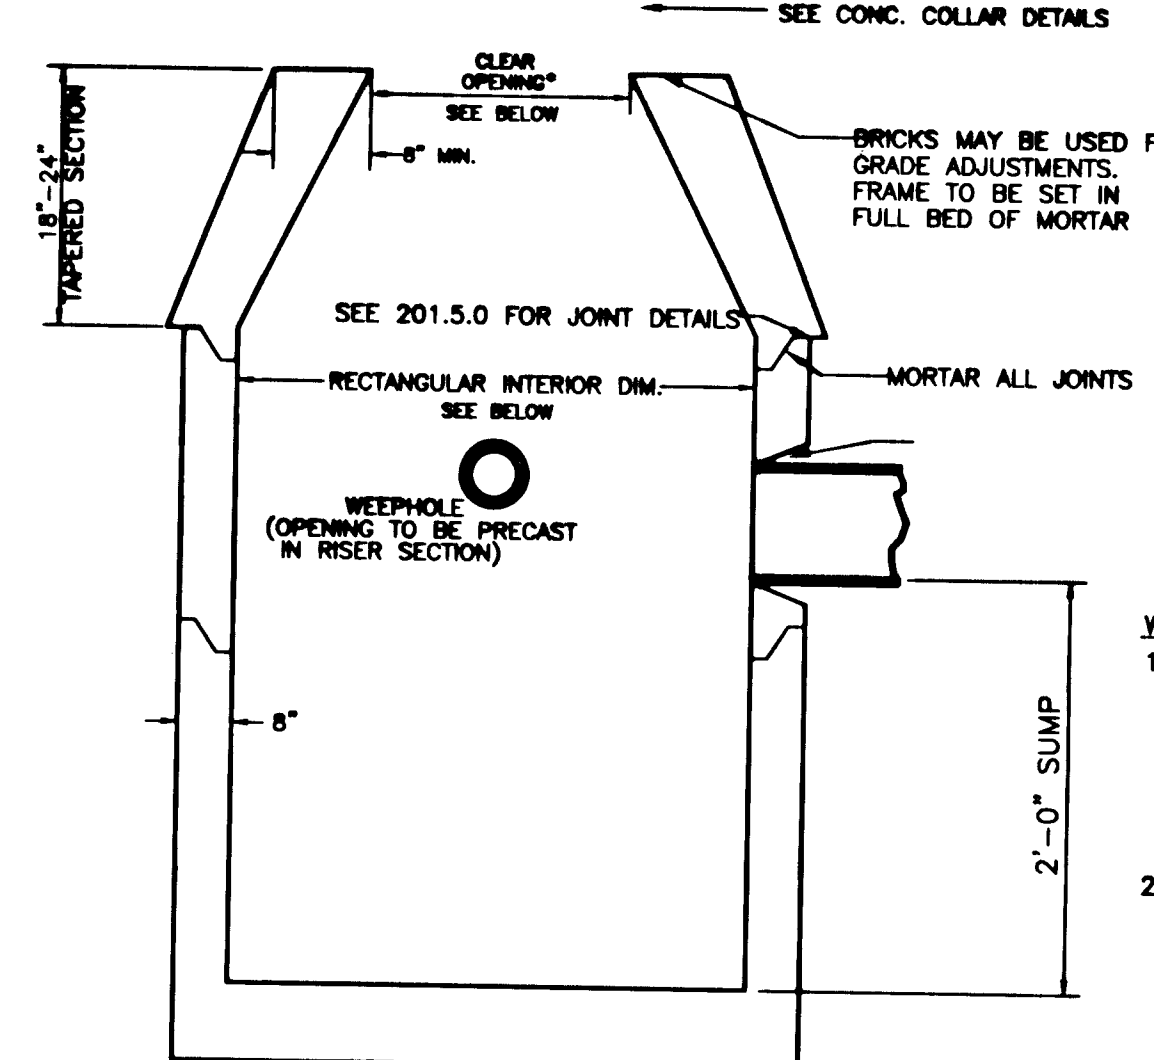 SEE CONC. COLLAR DETAILS
CLEAR
OPENING*
SEE BELOW
8" MIN.
18"-24"
TAPERED SECTION
BRICKS MAY BE USED F
GRADE ADJUSTMENTS.
FRAME TO BE SET IN
FULL BED OF MORTAR
SEE 201.5.0 FOR JOINT DETAILS
RECTANGULAR INTERIOR DIM.
SEE BELOW
MORTAR ALL JOINTS
WEEPHOLE
(OPENING TO BE PRECAST
IN RISER SECTION)
8"
2'-0" SUMP
1
2